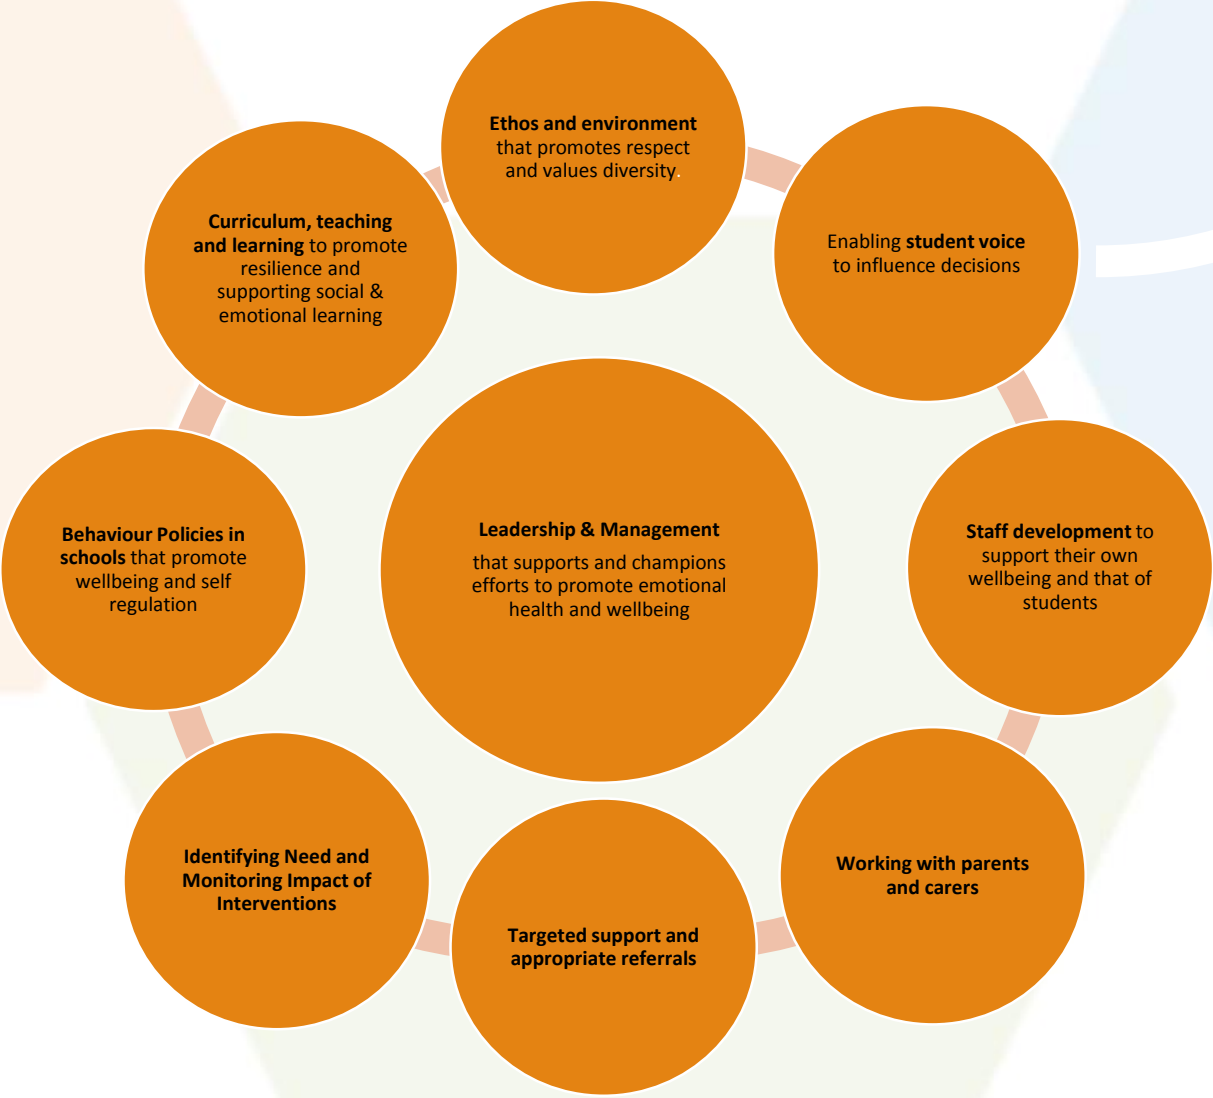 Ethos and environment
that promotes respect
and values diversity.
Enabling student voice
to influence decisions
Staff development to
support their own
wellbeing and that of
students
Working with parents
and carers
Targeted support and
appropriate referrals
Identifying Need and
Monitoring Impact of
Interventions
Behaviour Policies in
schools that promote
wellbeing and self
regulation
Curriculum, teaching
and learning to promote
resilience and
supporting social &
emotional learning
Leadership & Management
that supports and champions
efforts to promote emotional
health and wellbeing